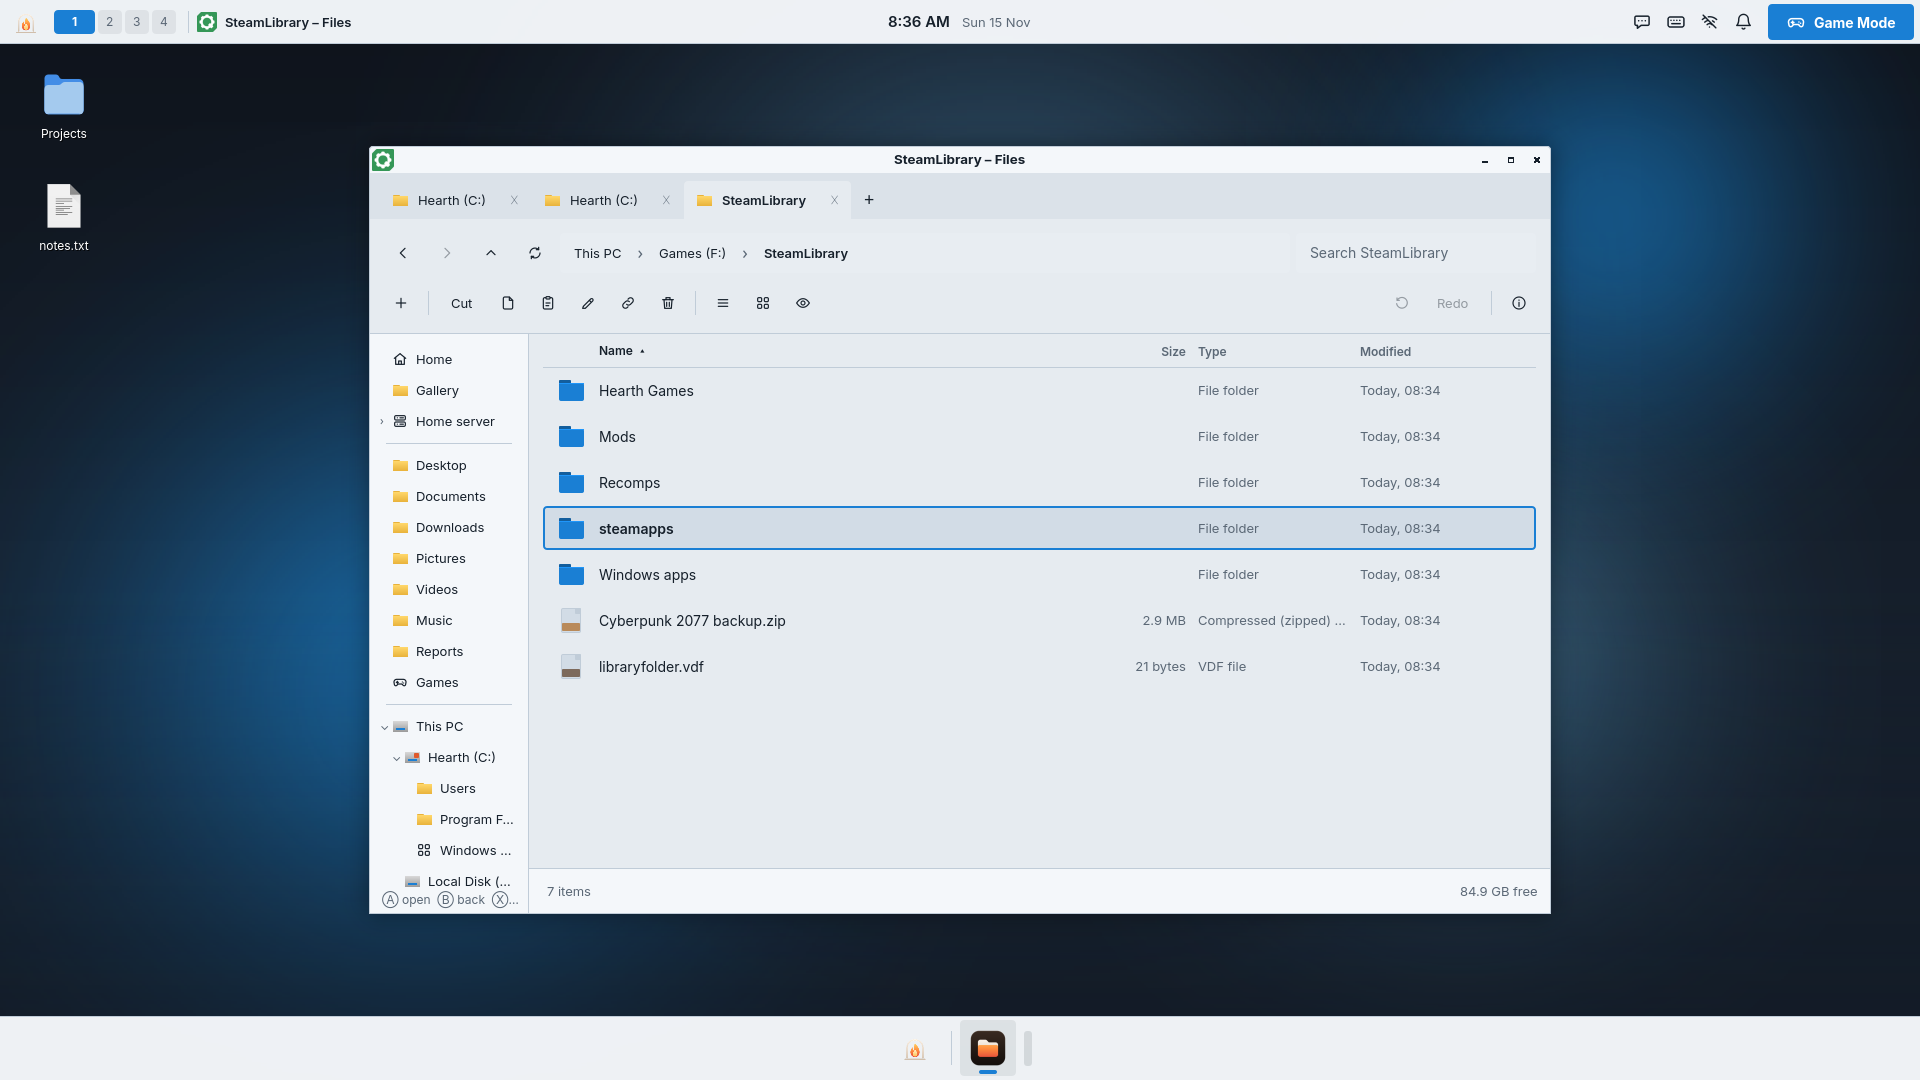 1 2 3 4 SteamLibrary – Files 8:36 AM Sun 15 Nov Game Mode
Projects
notes.txt
SteamLibrary – Files
Hearth (C:) X Hearth (C:) X SteamLibrary X +
This PC › Games (F:) › SteamLibrary Search SteamLibrary
Cut Redo
Home
Gallery
Home server
Desktop
Documents
Downloads
Pictures
Videos
Music
Reports
Games
This PC
Hearth (C:)
Users
Program F...
Windows ...
Local Disk (...
A open B back X...
Name Size Type Modified
Hearth Games File folder Today, 08:34
Mods File folder Today, 08:34
Recomps File folder Today, 08:34
steamapps File folder Today, 08:34
Windows apps File folder Today, 08:34
Cyberpunk 2077 backup.zip 2.9 MB Compressed (zipped) ... Today, 08:34
libraryfolder.vdf 21 bytes VDF file Today, 08:34
7 items 84.9 GB free